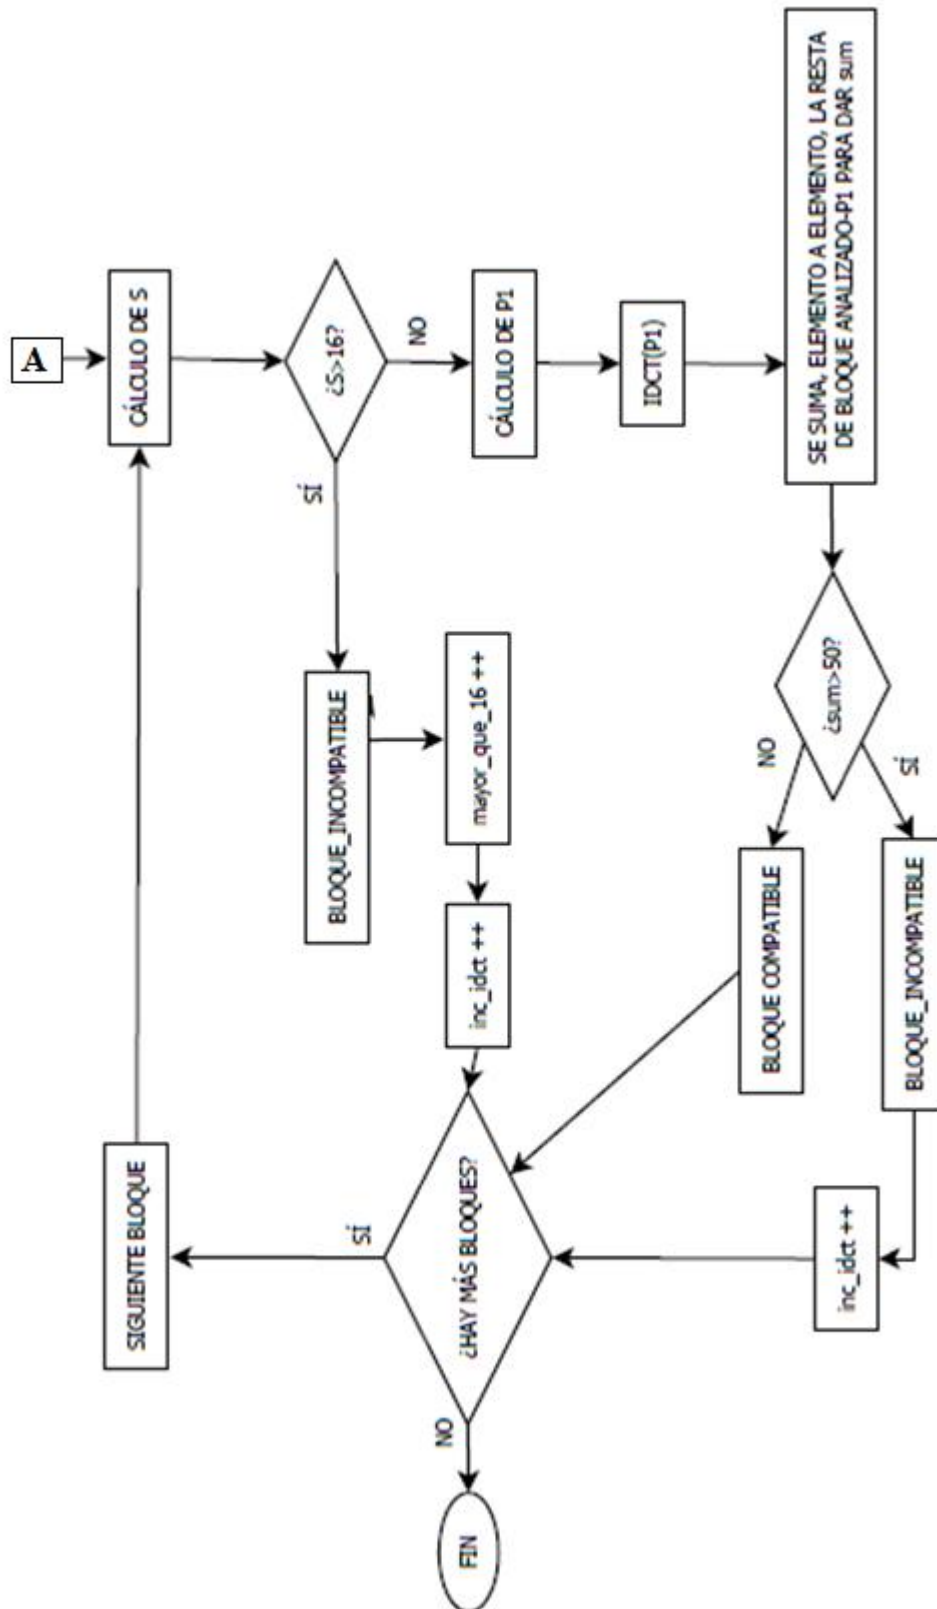 A
CÁLCULO DE S
¿S>16?
SÍ
NO
CÁLCULO DE P1
IDCT(P1)
SE SUMA, ELEMENTO A ELEMENTO, LA RESTA
DE BLOQUE ANALIZADO-P1 PARA DAR sum
¿sum>50?
NO
SÍ
BLOQUE_INCOMPATIBLE
mayor_que_16 ++
inc_idct ++
BLOQUE COMPATIBLE
BLOQUE_INCOMPATIBLE
inc_idct ++
¿HAY MÁS BLOQUES?
SÍ
SIGUIENTE BLOQUE
NO
FIN